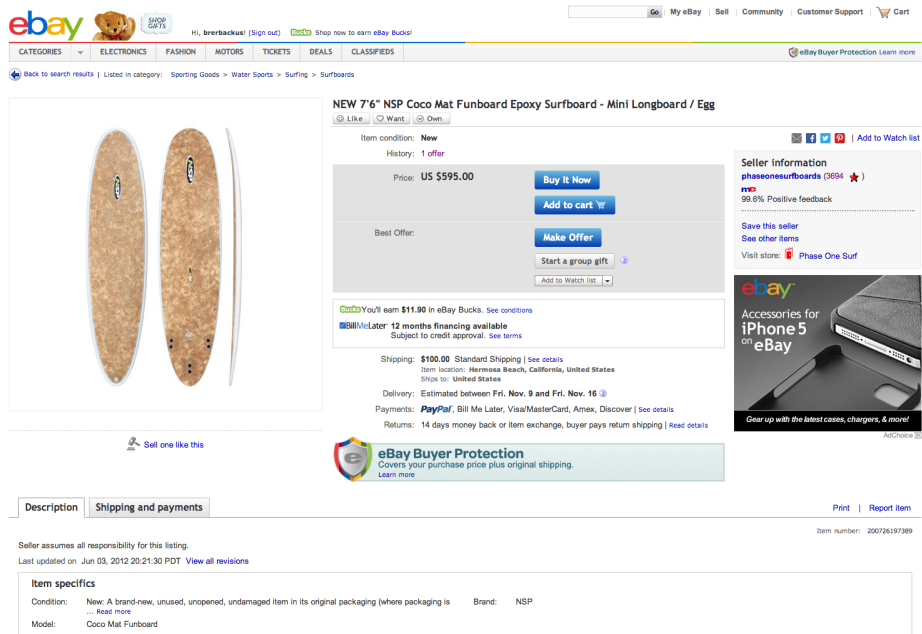 ebay
SHOP
GIFTS
Hi, brerbackus! (Sign out) Bucks Shop now to earn eBay Bucks!
Go My eBay | Sell | Community | Customer Support | Cart
CATEGORIES ELECTRONICS FASHION MOTORS TICKETS DEALS CLASSIFIEDS
eBay Buyer Protection Learn more
Back to search results | Listed in category: Sporting Goods > Water Sports > Surfing > Surfboards
NEW 7'6" NSP Coco Mat Funboard Epoxy Surfboard - Mini Longboard / Egg
Like Want Own
Item condition: New
| Add to Watch list
History: 1 offer
Price: US $595.00
Buy It Now
Add to cart
Best Offer:
Make Offer
Start a group gift
Add to Watch list
Seller information
phaseonesurfboards (3694 )
me
99.6% Positive feedback
Save this seller
See other items
Visit store: Phase One Surf
Bucks You'll earn $11.90 in eBay Bucks. See conditions
BillMeLater 12 months financing available
Subject to credit approval. See terms
Shipping: $100.00 Standard Shipping | See details
Item location: Hermosa Beach, California, United States
Ships to: United States
Delivery: Estimated between Fri. Nov. 9 and Fri. Nov. 16
Payments: PayPal, Bill Me Later, Visa/MasterCard, Amex, Discover | See details
Returns: 14 days money back or item exchange, buyer pays return shipping | Read details
ebay
Accessories for
iPhone 5
on eBay
Gear up with the latest cases, chargers, & more!
AdChoice
Sell one like this
e
eBay Buyer Protection
Covers your purchase price plus original shipping.
Learn more
Description Shipping and payments
Print | Report item
Item number: 200726197389
Seller assumes all responsibility for this listing.
Last updated on Jun 03, 2012 20:21:30 PDT View all revisions
Item specifics
Condition: New: A brand-new, unused, unopened, undamaged item in its original packaging (where packaging is
... Read more
Brand: NSP
Model: Coco Mat Funboard